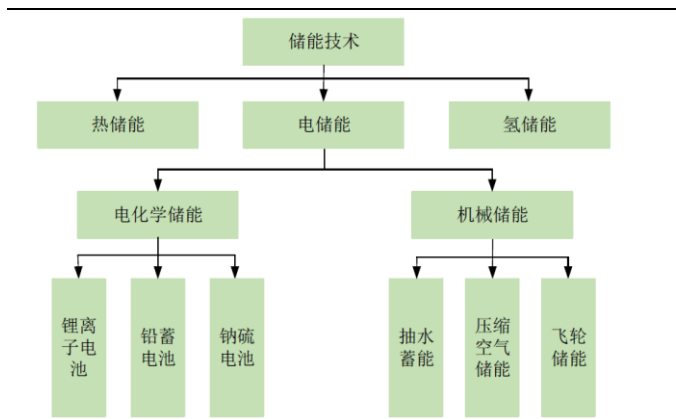 储能技术
热储能
电储能
氢储能
电化学储能
机械储能
锂离
子电
池
铅蓄
电池
钠硫
电池
抽水
蓄能
压缩
空气
储能
飞轮
储能